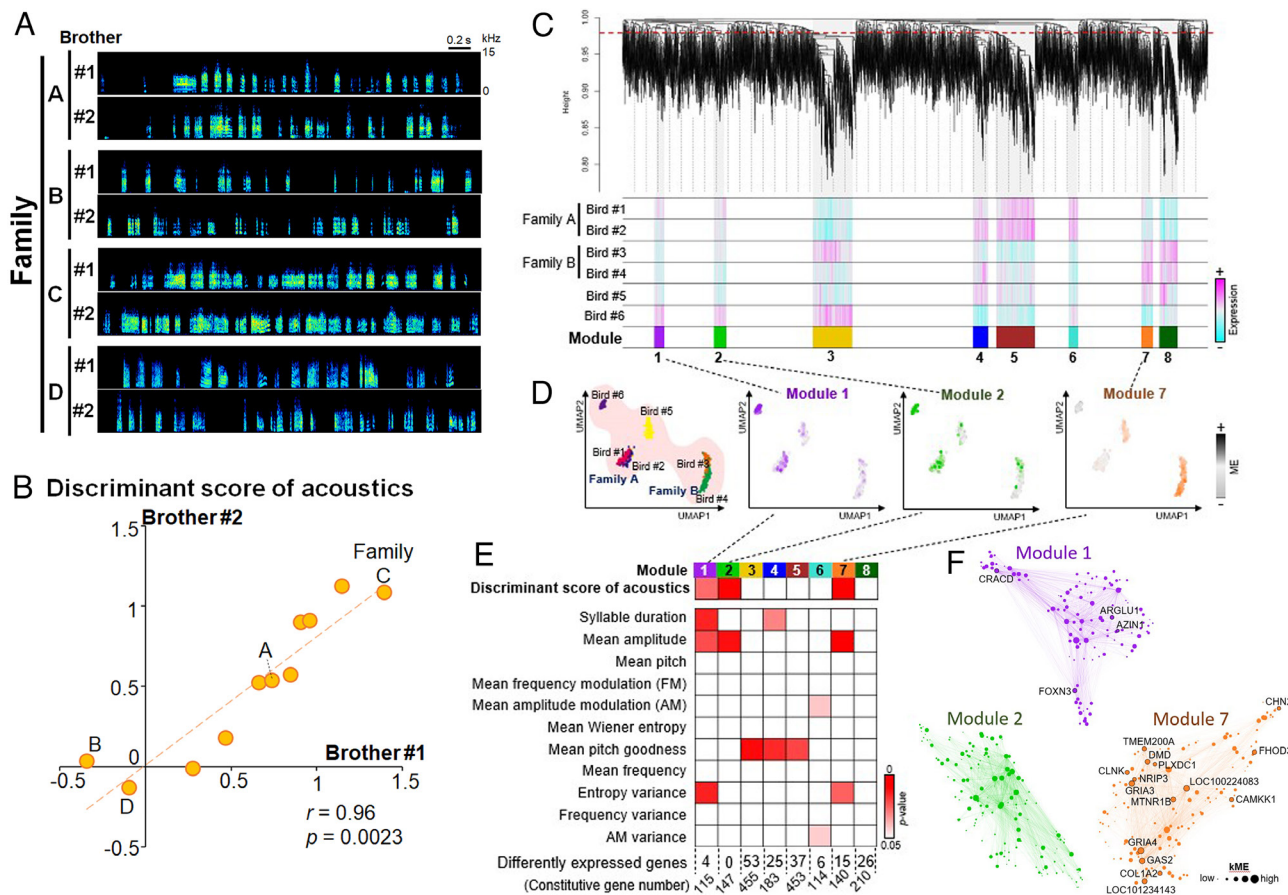 A
Brother
0.2 s
kHz
15
0
Family
A
#1
#2
B
#1
#2
C
#1
#2
D
#1
#2
B Discriminant score of acoustics
Brother #2
1.5
1
0.5
0
-0.5
-0.5
0.5
1
1.5
Brother #1
Family
C
A
B
D
r = 0.96
p = 0.0023
C
Height
1.00
0.95
0.90
0.85
0.80
Family A
Bird #1
Bird #2
Family B
Bird #3
Bird #4
Bird #5
Bird #6
Module
1 2 3 4 5 6 7 8
+
Expression
−
D
UMAP2
UMAP1
Bird #6
Bird #5
Bird #1
Bird #2
Family A
Bird #3
Family B
Bird #4
Module 1
UMAP2
UMAP1
Module 2
UMAP2
UMAP1
Module 7
UMAP2
UMAP1
+
ME
−
E
Module 1 2 3 4 5 6 7 8
Discriminant score of acoustics
Syllable duration
Mean amplitude
Mean pitch
Mean frequency modulation (FM)
Mean amplitude modulation (AM)
Mean Wiener entropy
Mean pitch goodness
Mean frequency
Entropy variance
Frequency variance
AM variance
0
p-value
0.05
Differently expressed genes 4 0 53 25 37 6 15 26
(Constitutive gene number) 115 147 455 183 453 114 140 210
F
Module 1
CRACD
ARGLU1
AZIN1
FOXN3
Module 2
Module 7
CHN2
TMEM200A
DMD
FHOD3
PLXDC1
CLNK
NRIP3
LOC100224083
GRIA3
MTNR1B
CAMKK1
GRIA4
GAS2
COL1A2
LOC101234143
kME
low
high